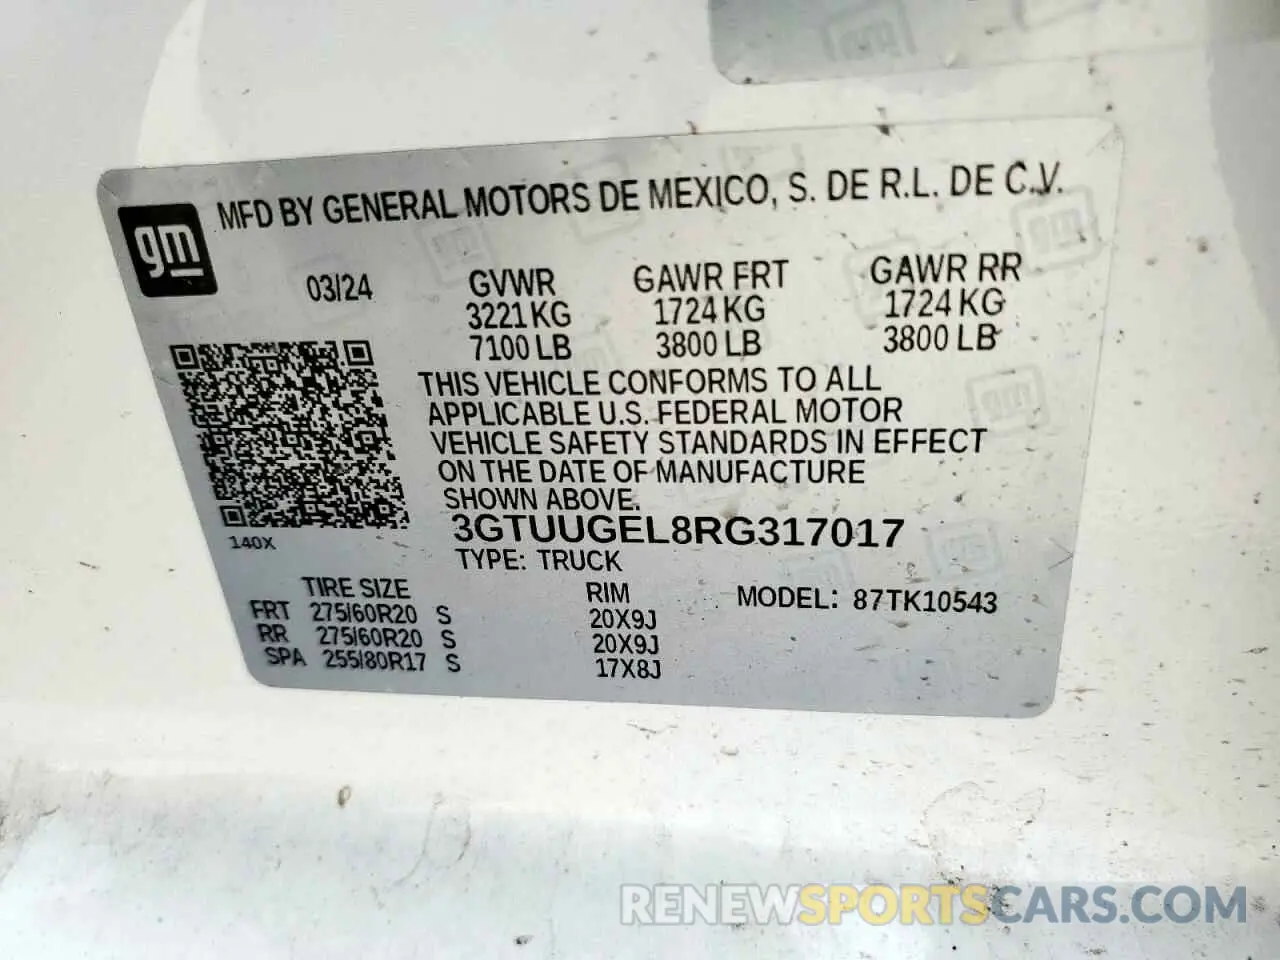 gm
MFD BY GENERAL MOTORS DE MEXICO, S. DE R.L. DE C.V.
03/24 GVWR GAWR FRT GAWR RR
3221 KG 1724 KG 1724 KG
7100 LB 3800 LB 3800 LB
THIS VEHICLE CONFORMS TO ALL
APPLICABLE U.S. FEDERAL MOTOR
VEHICLE SAFETY STANDARDS IN EFFECT
ON THE DATE OF MANUFACTURE
SHOWN ABOVE.
3GTUUGEL8RG317017
140X
TYPE: TRUCK
TIRE SIZE RIM MODEL: 87TK10543
FRT 275/60R20 S 20X9J
RR 275/60R20 S 20X9J
SPA 255/80R17 S 17X8J
RENEWSPORTSCARS.COM